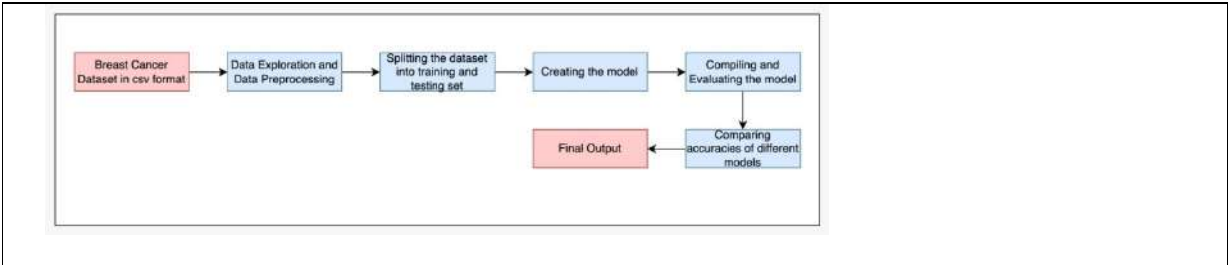 Breast Cancer
Dataset in csv format
Data Exploration and
Data Preprocessing
Splitting the dataset
into training and
testing set
Creating the model
Compiling and
Evaluating the model
Comparing
accuracies of different
models
Final Output